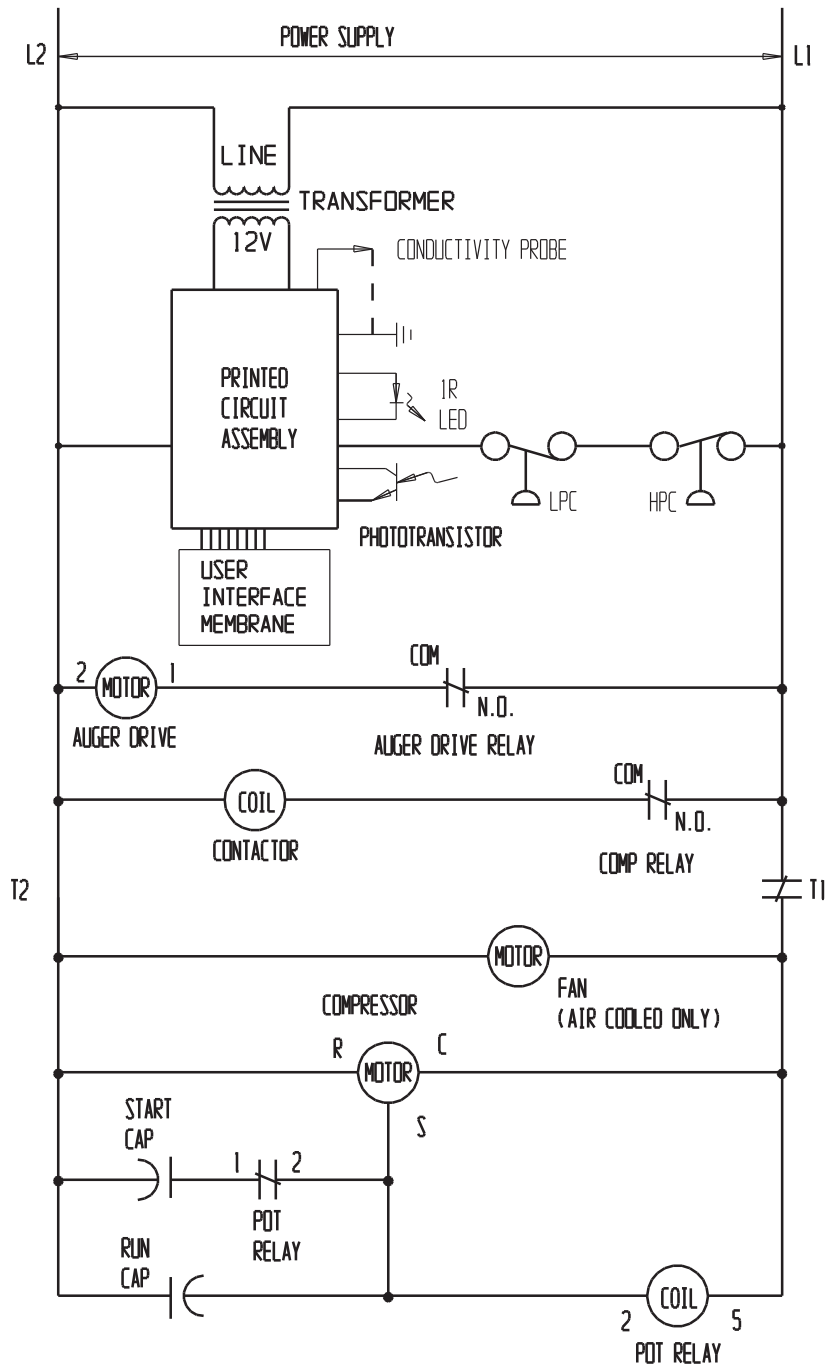 POWER SUPPLY
L2
L1
LINE
TRANSFORMER
12V
CONDUCTIVITY PROBE
PRINTED
CIRCUIT
ASSEMBLY
1R
LED
LPC
HPC
PHOTOTRANSISTOR
USER
INTERFACE
MEMBRANE
COM
2
MOTOR
1
N.O.
AUGER DRIVE
AUGER DRIVE RELAY
COM
COIL
N.O.
CONTACTOR
COMP RELAY
T2
T1
MOTOR
FAN
(AIR COOLED ONLY)
COMPRESSOR
R
C
MOTOR
START
CAP
S
1
2
POT
RELAY
RUN
CAP
COIL
2
5
POT RELAY